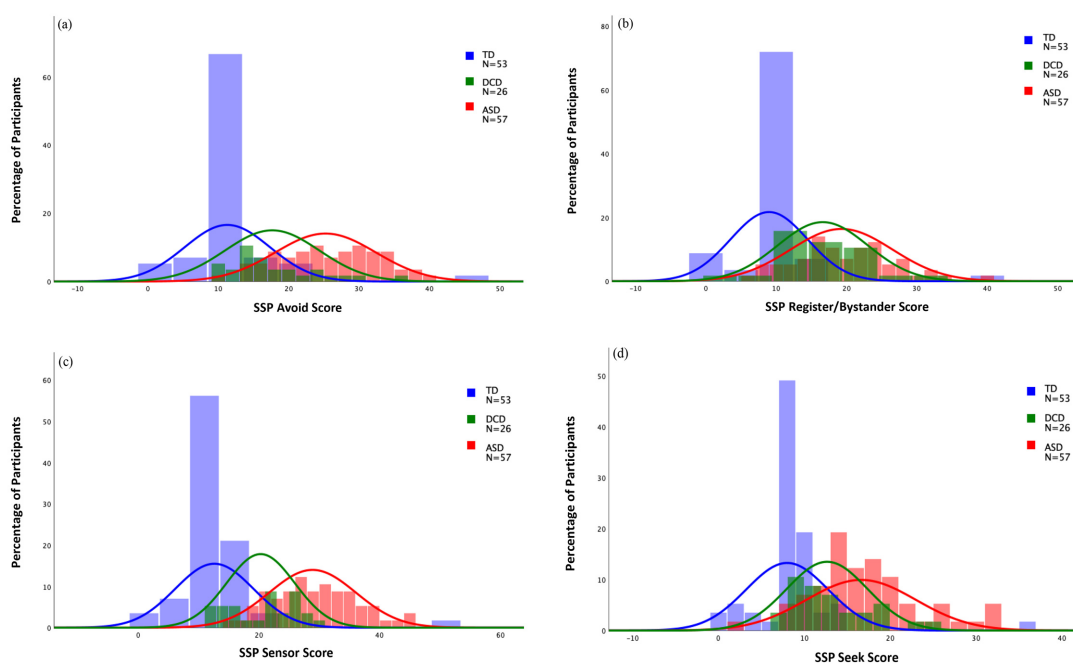 (a)
Percentage of Participants
60
40
20
0
-10 0 10 20 30 40 50
SSP Avoid Score
TD
N=53
DCD
N=26
ASD
N=57
(b)
Percentage of Participants
80
60
40
20
0
-10 0 10 20 30 40 50
SSP Register/Bystander Score
TD
N=53
DCD
N=26
ASD
N=57
(c)
Percentage of Participants
60
50
40
30
20
10
0
0 20 40 60
SSP Sensor Score
TD
N=53
DCD
N=26
ASD
N=57
(d)
Percentage of Participants
50
40
30
20
10
0
-10 0 10 20 30 40
SSP Seek Score
TD
N=53
DCD
N=26
ASD
N=57